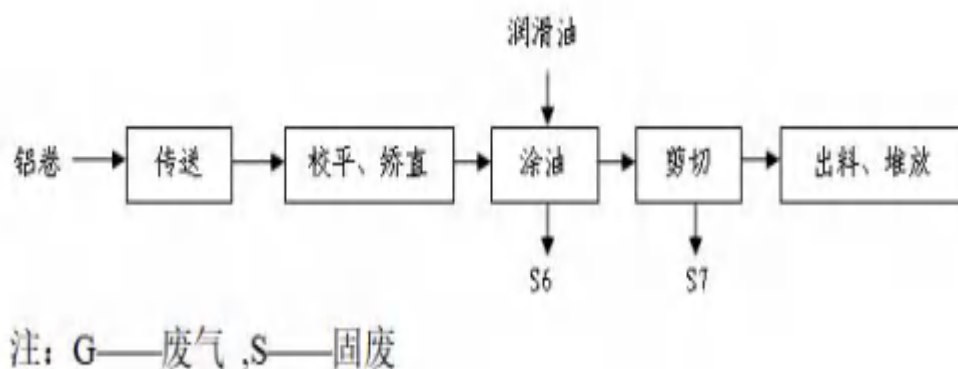 润滑油
铝卷 传送 校平、矫直 涂油 剪切 出料、堆放
S6 S7
注：G——废气 ,S——固废